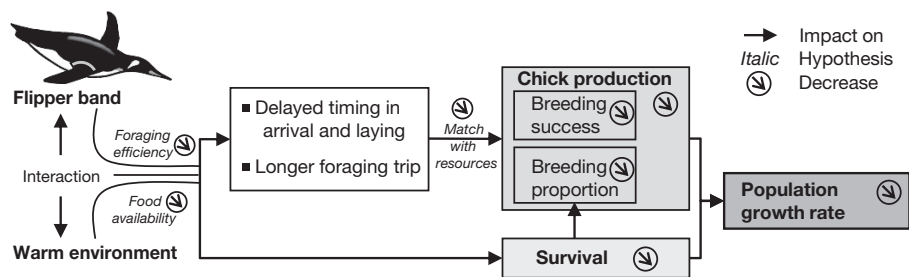 Flipper band
Interaction
Warm environment
Foraging
efficiency
Food
availability
▪ Delayed timing in
arrival and laying
▪ Longer foraging trip
Match
with
resources
Chick production
Breeding
success
Breeding
proportion
Survival
Population
growth rate
Impact on
Italic Hypothesis
Decrease